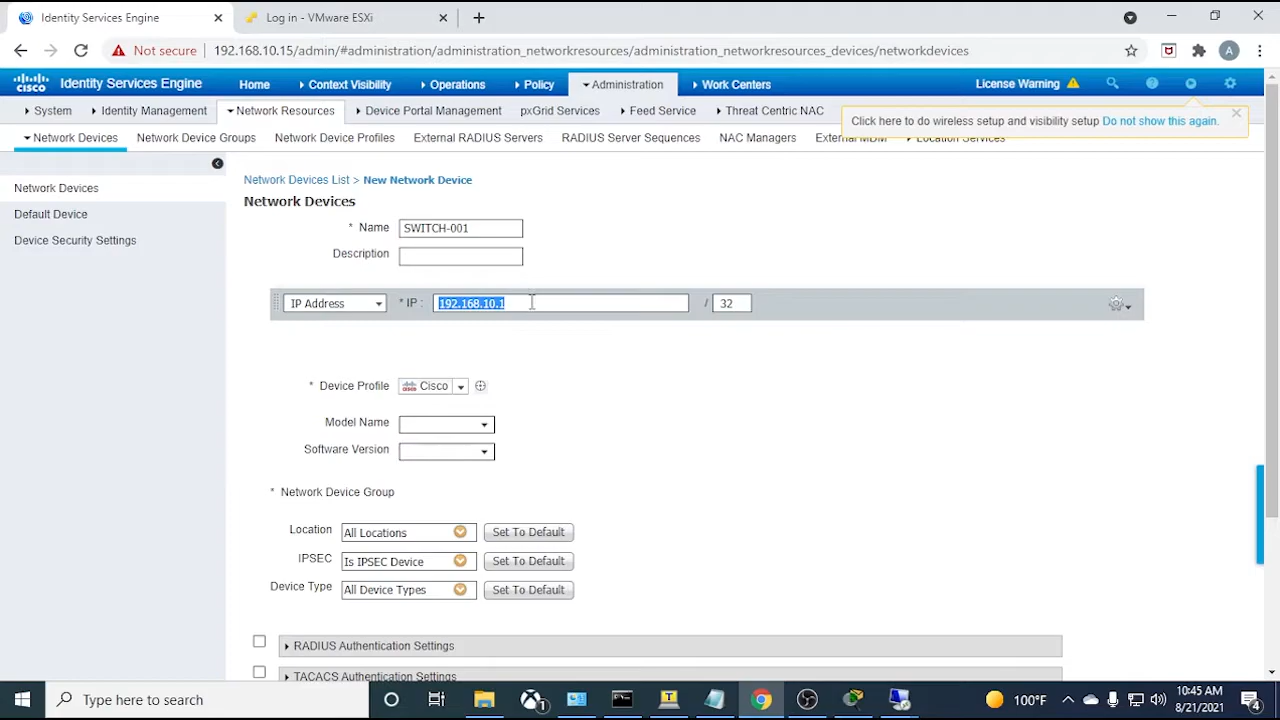 Identity Services Engine
Log in - VMware ESXi
Not secure 192.168.10.15/admin/#administration/administration_networkresources/administration_networkresources_devices/networkdevices
A
CISCO Identity Services Engine Home Context Visibility Operations Policy Administration Work Centers License Warning
System Identity Management Network Resources Device Portal Management pxGrid Services Feed Service Threat Centric NAC
Click here to do wireless setup and visibility setup Do not show this again.
Network Devices Network Device Groups Network Device Profiles External RADIUS Servers RADIUS Server Sequences NAC Managers External MDM Location Services
Network Devices
Default Device
Device Security Settings
Network Devices List > New Network Device
Network Devices
* Name SWITCH-001
Description
IP Address * IP : 192.168.10.1 / 32
* Device Profile Cisco
Model Name
Software Version
* Network Device Group
Location All Locations Set To Default
IPSEC Is IPSEC Device Set To Default
Device Type All Device Types Set To Default
RADIUS Authentication Settings
TACACS Authentication Settings
Type here to search
100°F
10:45 AM
8/21/2021
4